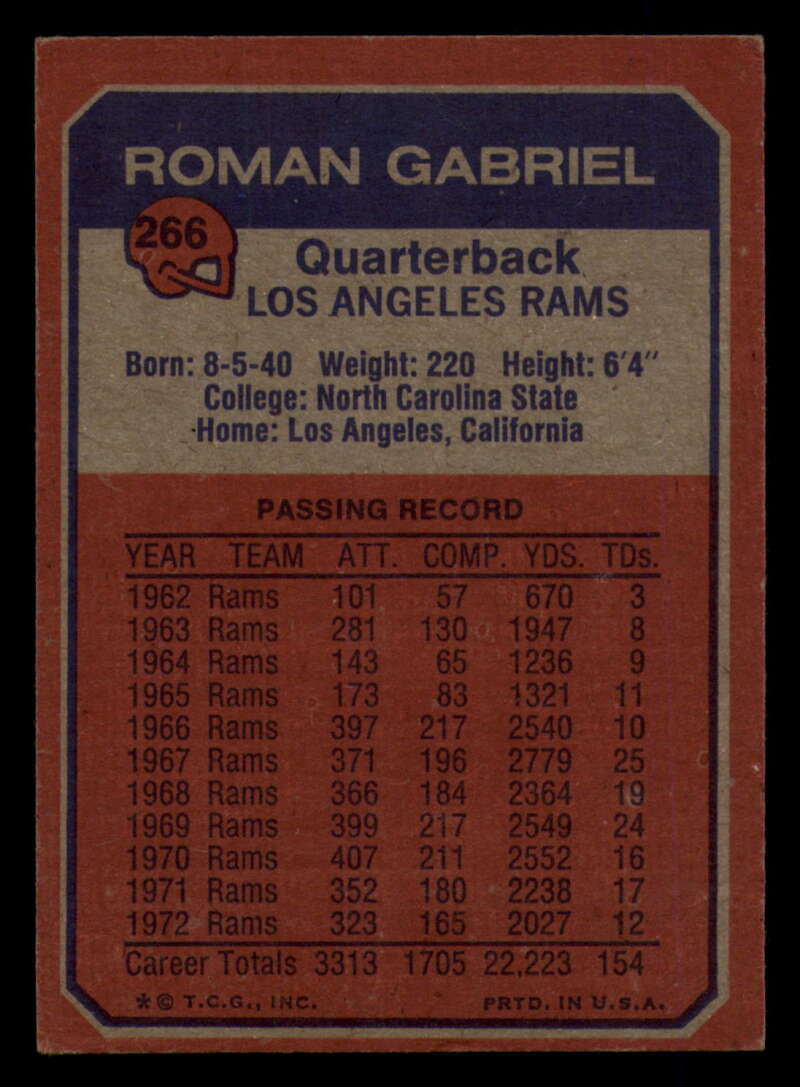 ROMAN GABRIEL
266
Quarterback
LOS ANGELES RAMS
Born: 8-5-40 Weight: 220 Height: 6'4"
College: North Carolina State
Home: Los Angeles, California
PASSING RECORD
YEAR TEAM ATT. COMP. YDS. TDs.
1962 Rams 101 57 670 3
1963 Rams 281 130 1947 8
1964 Rams 143 65 1236 9
1965 Rams 173 83 1321 11
1966 Rams 397 217 2540 10
1967 Rams 371 196 2779 25
1968 Rams 366 184 2364 19
1969 Rams 399 217 2549 24
1970 Rams 407 211 2552 16
1971 Rams 352 180 2238 17
1972 Rams 323 165 2027 12
Career Totals 3313 1705 22,223 154
*© T.C.G., INC. PRTD. IN U.S.A.